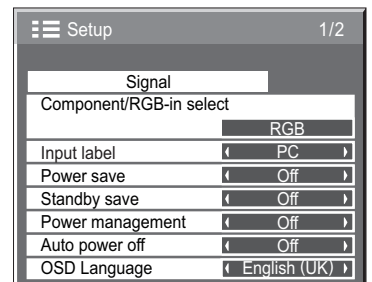 Setup 1/2
Signal
Component/RGB-in select
RGB
Input label PC
Power save Off
Standby save Off
Power management Off
Auto power off Off
OSD Language English (UK)